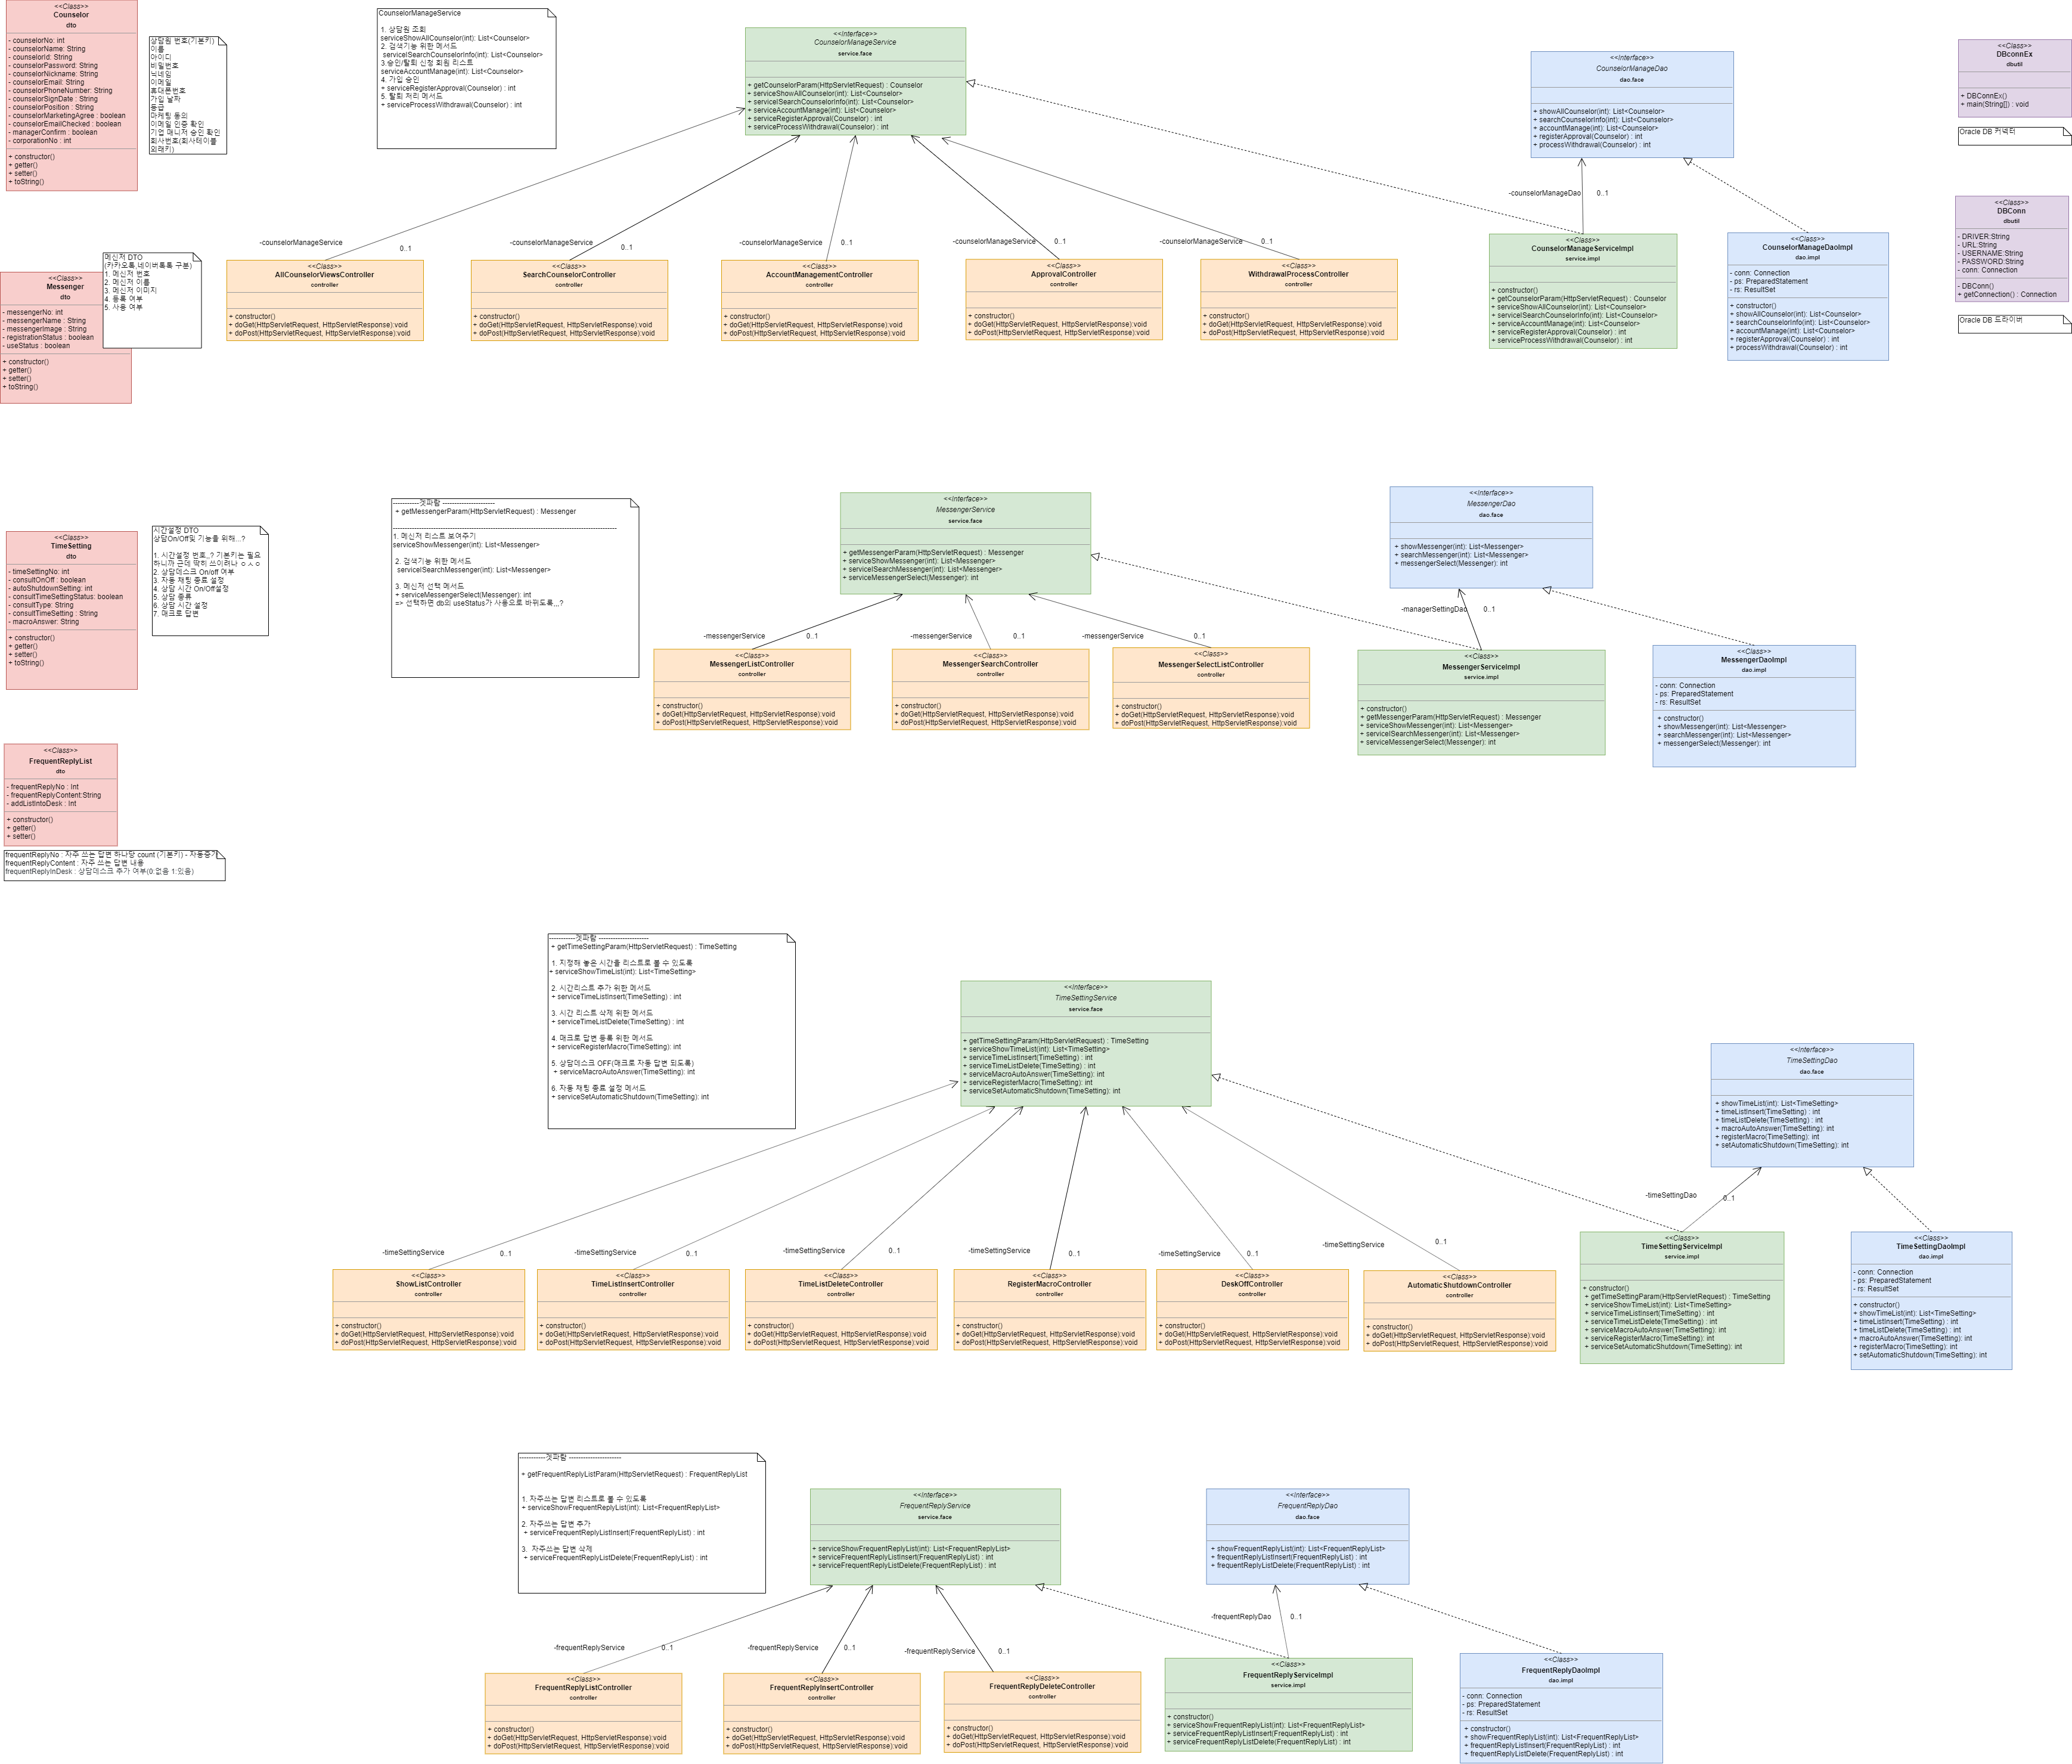 <<Class>>
Counselor
dto
- counselorNo: int
- counselorName: String
- counselorId: String
- counselorPassword: String
- counselorNickname: String
- counselorEmail: String
- counselorPhoneNumber: String
- counselorSignDate : String
- counselorPosition : String
- counselorMarketingAgree : boolean
- counselorEmailChecked : boolean
- managerConfirm : boolean
- corporationNo : int
+ constructor()
+ getter()
+ setter()
+ toString()
상담원 번호(기본키)
이름
아이디
비밀번호
닉네임
이메일
휴대폰번호
가입 날짜
등급
마케팅 동의
이메일 인증 확인
기업 매니저 승인 확인
회사번호(회사테이블
외래키)
CounselorManageService
1. 상담원 조회
serviceShowAllCounselor(int): List<Counselor>
2. 검색기능 위한 메서드
serviceISearchCounselorInfo(int): List<Counselor>
3.승인/탈퇴 신청 회원 리스트
serviceAccountManage(int): List<Counselor>
4. 가입 승인
+ serviceRegisterApproval(Counselor) : int
5. 탈퇴 처리 메서드
+ serviceProcessWithdrawal(Counselor) : int
<<Interface>>
CounselorManageService
service.face
+ getCounselorParam(HttpServletRequest) : Counselor
+ serviceShowAllCounselor(int): List<Counselor>
+ serviceISearchCounselorInfo(int): List<Counselor>
+ serviceAccountManage(int): List<Counselor>
+ serviceRegisterApproval(Counselor) : int
+ serviceProcessWithdrawal(Counselor) : int
<<Interface>>
CounselorManageDao
dao.face
+ showAllCounselor(int): List<Counselor>
+ searchCounselorInfo(int): List<Counselor>
+ accountManage(int): List<Counselor>
+ registerApproval(Counselor) : int
+ processWithdrawal(Counselor) : int
<<Class>>
DBconnEx
dbutil
+ DBConnEx()
+ main(String[]) : void
Oracle DB 커넥터
<<Class>>
DBConn
dbutil
- DRIVER:String
- URL:String
- USERNAME:String
- PASSWORD:String
- conn: Connection
- DBConn()
+ getConnection() : Connection
Oracle DB 드라이버
-counselorManageService
0..1
-counselorManageService
0..1
-counselorManageService
0..1
-counselorManageService
0..1
-counselorManageService
0..1
-counselorManageDao
0..1
<<Class>>
AllCounselorViewsController
controller
+ constructor()
+ doGet(HttpServletRequest, HttpServletResponse):void
+ doPost(HttpServletRequest, HttpServletResponse):void
<<Class>>
SearchCounselorController
controller
+ constructor()
+ doGet(HttpServletRequest, HttpServletResponse):void
+ doPost(HttpServletRequest, HttpServletResponse):void
<<Class>>
AccountManagementController
controller
+ constructor()
+ doGet(HttpServletRequest, HttpServletResponse):void
+ doPost(HttpServletRequest, HttpServletResponse):void
<<Class>>
ApprovalController
controller
+ constructor()
+ doGet(HttpServletRequest, HttpServletResponse):void
+ doPost(HttpServletRequest, HttpServletResponse):void
<<Class>>
WithdrawalProcessController
controller
+ constructor()
+ doGet(HttpServletRequest, HttpServletResponse):void
+ doPost(HttpServletRequest, HttpServletResponse):void
<<Class>>
CounselorManageServiceImpl
service.impl
+ constructor()
+ getCounselorParam(HttpServletRequest) : Counselor
+ serviceShowAllCounselor(int): List<Counselor>
+ serviceISearchCounselorInfo(int): List<Counselor>
+ serviceAccountManage(int): List<Counselor>
+ serviceRegisterApproval(Counselor) : int
+ serviceProcessWithdrawal(Counselor) : int
<<Class>>
CounselorManageDaoImpl
dao.impl
- conn: Connection
- ps: PreparedStatement
- rs: ResultSet
+ constructor()
+ showAllCounselor(int): List<Counselor>
+ searchCounselorInfo(int): List<Counselor>
+ accountManage(int): List<Counselor>
+ registerApproval(Counselor) : int
+ processWithdrawal(Counselor) : int
<<Class>>
Messenger
dto
- messengerNo: int
- messengerName : String
- messengerImage : String
- registrationStatus : boolean
- useStatus : boolean
+ constructor()
+ getter()
+ setter()
+ toString()
메신저 DTO
(카카오톡,네이버톡톡 구분)
1. 메신저 번호
2. 메신저 이름
3. 메신저 이미지
4. 등록 여부
5. 사용 여부
<<Class>>
TimeSetting
dto
- timeSettingNo: int
- consultOnOff : boolean
- autoShutdownSetting: int
- consultTimeSettingStatus: boolean
- consultType: String
- consultTimeSetting : String
- macroAnswer: String
+ constructor()
+ getter()
+ setter()
+ toString()
시간설정 DTO
상담On/Off및 기능을 위해...?
1. 시간설정 번호,,? 기본키는 필요
하니까 근데 딱히 쓰이려나 ㅇㅅㅇ
2. 상담데스크 On/off 여부
3. 자동 채팅 종료 설정
4. 상담 시간 On/Off설정
5. 상담 종류
6. 상담 시간 설정
7. 매크로 답변
-----------겟파람 ----------------------
+ getMessengerParam(HttpServletRequest) : Messenger
1. 메신저 리스트 보여주기
serviceShowMessenger(int): List<Messenger>
2. 검색기능 위한 메서드
serviceISearchMessenger(int): List<Messenger>
3. 메신저 선택 메서드
+ serviceMessengerSelect(Messenger): int
=> 선택하면 db의 useStatus가 사용으로 바뀌도록,,,?
<<Interface>>
MessengerService
service.face
+ getMessengerParam(HttpServletRequest) : Messenger
+ serviceShowMessenger(int): List<Messenger>
+ serviceISearchMessenger(int): List<Messenger>
+ serviceMessengerSelect(Messenger): int
<<Interface>>
MessengerDao
dao.face
+ showMessenger(int): List<Messenger>
+ searchMessenger(int): List<Messenger>
+ messengerSelect(Messenger): int
-messengerService
0..1
-messengerService
0..1
-messengerService
0..1
-managerSettingDao
0..1
<<Class>>
MessengerListController
controller
+ constructor()
+ doGet(HttpServletRequest, HttpServletResponse):void
+ doPost(HttpServletRequest, HttpServletResponse):void
<<Class>>
MessengerSearchController
controller
+ constructor()
+ doGet(HttpServletRequest, HttpServletResponse):void
+ doPost(HttpServletRequest, HttpServletResponse):void
<<Class>>
MessengerSelectListController
controller
+ constructor()
+ doGet(HttpServletRequest, HttpServletResponse):void
+ doPost(HttpServletRequest, HttpServletResponse):void
<<Class>>
MessengerServiceImpl
service.impl
+ constructor()
+ getMessengerParam(HttpServletRequest) : Messenger
+ serviceShowMessenger(int): List<Messenger>
+ serviceISearchMessenger(int): List<Messenger>
+ serviceMessengerSelect(Messenger): int
<<Class>>
MessengerDaoImpl
dao.impl
- conn: Connection
- ps: PreparedStatement
- rs: ResultSet
+ constructor()
+ showMessenger(int): List<Messenger>
+ searchMessenger(int): List<Messenger>
+ messengerSelect(Messenger): int
<<Class>>
FrequentReplyList
dto
- frequentReplyNo : Int
- frequentReplyContent:String
- addListIntoDesk : Int
+ constructor()
+ getter()
+ setter()
frequentReplyNo : 자주 쓰는 답변 하나당 count (기본키) - 자동증가
frequentReplyContent : 자주 쓰는 답변 내용
frequentReplyInDesk : 상담데스크 추가 여부(0:없음 1:있음)
-----------겟파람 ---------------------
+ getTimeSettingParam(HttpServletRequest) : TimeSetting
1. 지정해 놓은 시간을 리스트로 볼 수 있도록
+ serviceShowTimeList(int): List<TimeSetting>
2. 시간리스트 추가 위한 메서드
+ serviceTimeListInsert(TimeSetting) : int
3. 시간 리스트 삭제 위한 메서드
+ serviceTimeListDelete(TimeSetting) : int
4. 매크로 답변 등록 위한 메서드
+ serviceRegisterMacro(TimeSetting): int
5. 상담데스크 OFF(매크로 자동 답변 되도록)
+ serviceMacroAutoAnswer(TimeSetting): int
6. 자동 채팅 종료 설정 메서드
+ serviceSetAutomaticShutdown(TimeSetting): int
<<Interface>>
TimeSettingService
service.face
+ getTimeSettingParam(HttpServletRequest) : TimeSetting
+ serviceShowTimeList(int): List<TimeSetting>
+ serviceTimeListInsert(TimeSetting) : int
+ serviceTimeListDelete(TimeSetting) : int
+ serviceMacroAutoAnswer(TimeSetting): int
+ serviceRegisterMacro(TimeSetting): int
+ serviceSetAutomaticShutdown(TimeSetting): int
<<Interface>>
TimeSettingDao
dao.face
+ showTimeList(int): List<TimeSetting>
+ timeListInsert(TimeSetting) : int
+ timeListDelete(TimeSetting) : int
+ macroAutoAnswer(TimeSetting): int
+ registerMacro(TimeSetting): int
+ setAutomaticShutdown(TimeSetting): int
-timeSettingService
0..1
-timeSettingService
0..1
-timeSettingService
0..1
-timeSettingService
0..1
-timeSettingService
0..1
-timeSettingService
0..1
-timeSettingDao
0..1
<<Class>>
ShowListController
controller
+ constructor()
+ doGet(HttpServletRequest, HttpServletResponse):void
+ doPost(HttpServletRequest, HttpServletResponse):void
<<Class>>
TimeListInsertController
controller
+ constructor()
+ doGet(HttpServletRequest, HttpServletResponse):void
+ doPost(HttpServletRequest, HttpServletResponse):void
<<Class>>
TimeListDeleteController
controller
+ constructor()
+ doGet(HttpServletRequest, HttpServletResponse):void
+ doPost(HttpServletRequest, HttpServletResponse):void
<<Class>>
RegisterMacroController
controller
+ constructor()
+ doGet(HttpServletRequest, HttpServletResponse):void
+ doPost(HttpServletRequest, HttpServletResponse):void
<<Class>>
DeskOffController
controller
+ constructor()
+ doGet(HttpServletRequest, HttpServletResponse):void
+ doPost(HttpServletRequest, HttpServletResponse):void
<<Class>>
AutomaticShutdownController
controller
+ constructor()
+ doGet(HttpServletRequest, HttpServletResponse):void
+ doPost(HttpServletRequest, HttpServletResponse):void
<<Class>>
TimeSettingServiceImpl
service.impl
+ constructor()
+ getTimeSettingParam(HttpServletRequest) : TimeSetting
+ serviceShowTimeList(int): List<TimeSetting>
+ serviceTimeListInsert(TimeSetting) : int
+ serviceTimeListDelete(TimeSetting) : int
+ serviceMacroAutoAnswer(TimeSetting): int
+ serviceRegisterMacro(TimeSetting): int
+ serviceSetAutomaticShutdown(TimeSetting): int
<<Class>>
TimeSettingDaoImpl
dao.impl
- conn: Connection
- ps: PreparedStatement
- rs: ResultSet
+ constructor()
+ showTimeList(int): List<TimeSetting>
+ timeListInsert(TimeSetting) : int
+ timeListDelete(TimeSetting) : int
+ macroAutoAnswer(TimeSetting): int
+ registerMacro(TimeSetting): int
+ setAutomaticShutdown(TimeSetting): int
-----------겟파람 ----------------------
+ getFrequentReplyListParam(HttpServletRequest) : FrequentReplyList
1. 자주쓰는 답변 리스트로 볼 수 있도록
+ serviceShowFrequentReplyList(int): List<FrequentReplyList>
2. 자주쓰는 답변 추가
+ serviceFrequentReplyListInsert(FrequentReplyList) : int
3. 자주쓰는 답변 삭제
+ serviceFrequentReplyListDelete(FrequentReplyList) : int
<<Interface>>
FrequentReplyService
service.face
+ serviceShowFrequentReplyList(int): List<FrequentReplyList>
+ serviceFrequentReplyListInsert(FrequentReplyList) : int
+ serviceFrequentReplyListDelete(FrequentReplyList) : int
<<Interface>>
FrequentReplyDao
dao.face
+ showFrequentReplyList(int): List<FrequentReplyList>
+ frequentReplyListInsert(FrequentReplyList) : int
+ frequentReplyListDelete(FrequentReplyList) : int
-frequentReplyService
0..1
-frequentReplyService
0..1
-frequentReplyService
0..1
-frequentReplyDao
0..1
<<Class>>
FrequentReplyListController
controller
+ constructor()
+ doGet(HttpServletRequest, HttpServletResponse):void
+ doPost(HttpServletRequest, HttpServletResponse):void
<<Class>>
FrequentReplyInsertController
controller
+ constructor()
+ doGet(HttpServletRequest, HttpServletResponse):void
+ doPost(HttpServletRequest, HttpServletResponse):void
<<Class>>
FrequentReplyDeleteController
controller
+ constructor()
+ doGet(HttpServletRequest, HttpServletResponse):void
+ doPost(HttpServletRequest, HttpServletResponse):void
<<Class>>
FrequentReplyServiceImpl
service.impl
+ constructor()
+ serviceShowFrequentReplyList(int): List<FrequentReplyList>
+ serviceFrequentReplyListInsert(FrequentReplyList) : int
+ serviceFrequentReplyListDelete(FrequentReplyList) : int
<<Class>>
FrequentReplyDaoImpl
dao.impl
- conn: Connection
- ps: PreparedStatement
- rs: ResultSet
+ constructor()
+ showFrequentReplyList(int): List<FrequentReplyList>
+ frequentReplyListInsert(FrequentReplyList) : int
+ frequentReplyListDelete(FrequentReplyList) : int